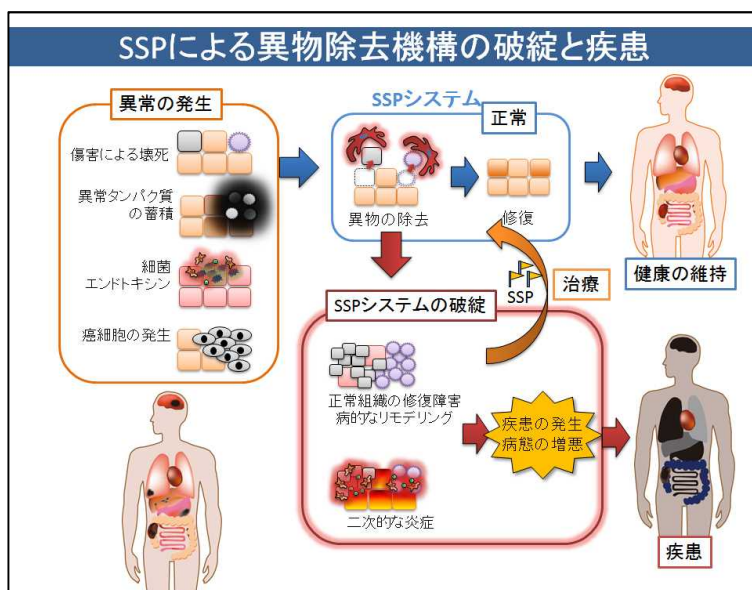 SSPによる異物除去機構の破綻と疾患
異常の発生
傷害による壊死
異常タンパク質
の蓄積
細菌
エンドトキシン
癌細胞の発生
SSPシステム
正常
異物の除去
修復
健康の維持
SSP
治療
SSPシステムの破綻
正常組織の修復障害
病的なリモデリング
二次的な炎症
疾患の発生
病態の増悪
疾患